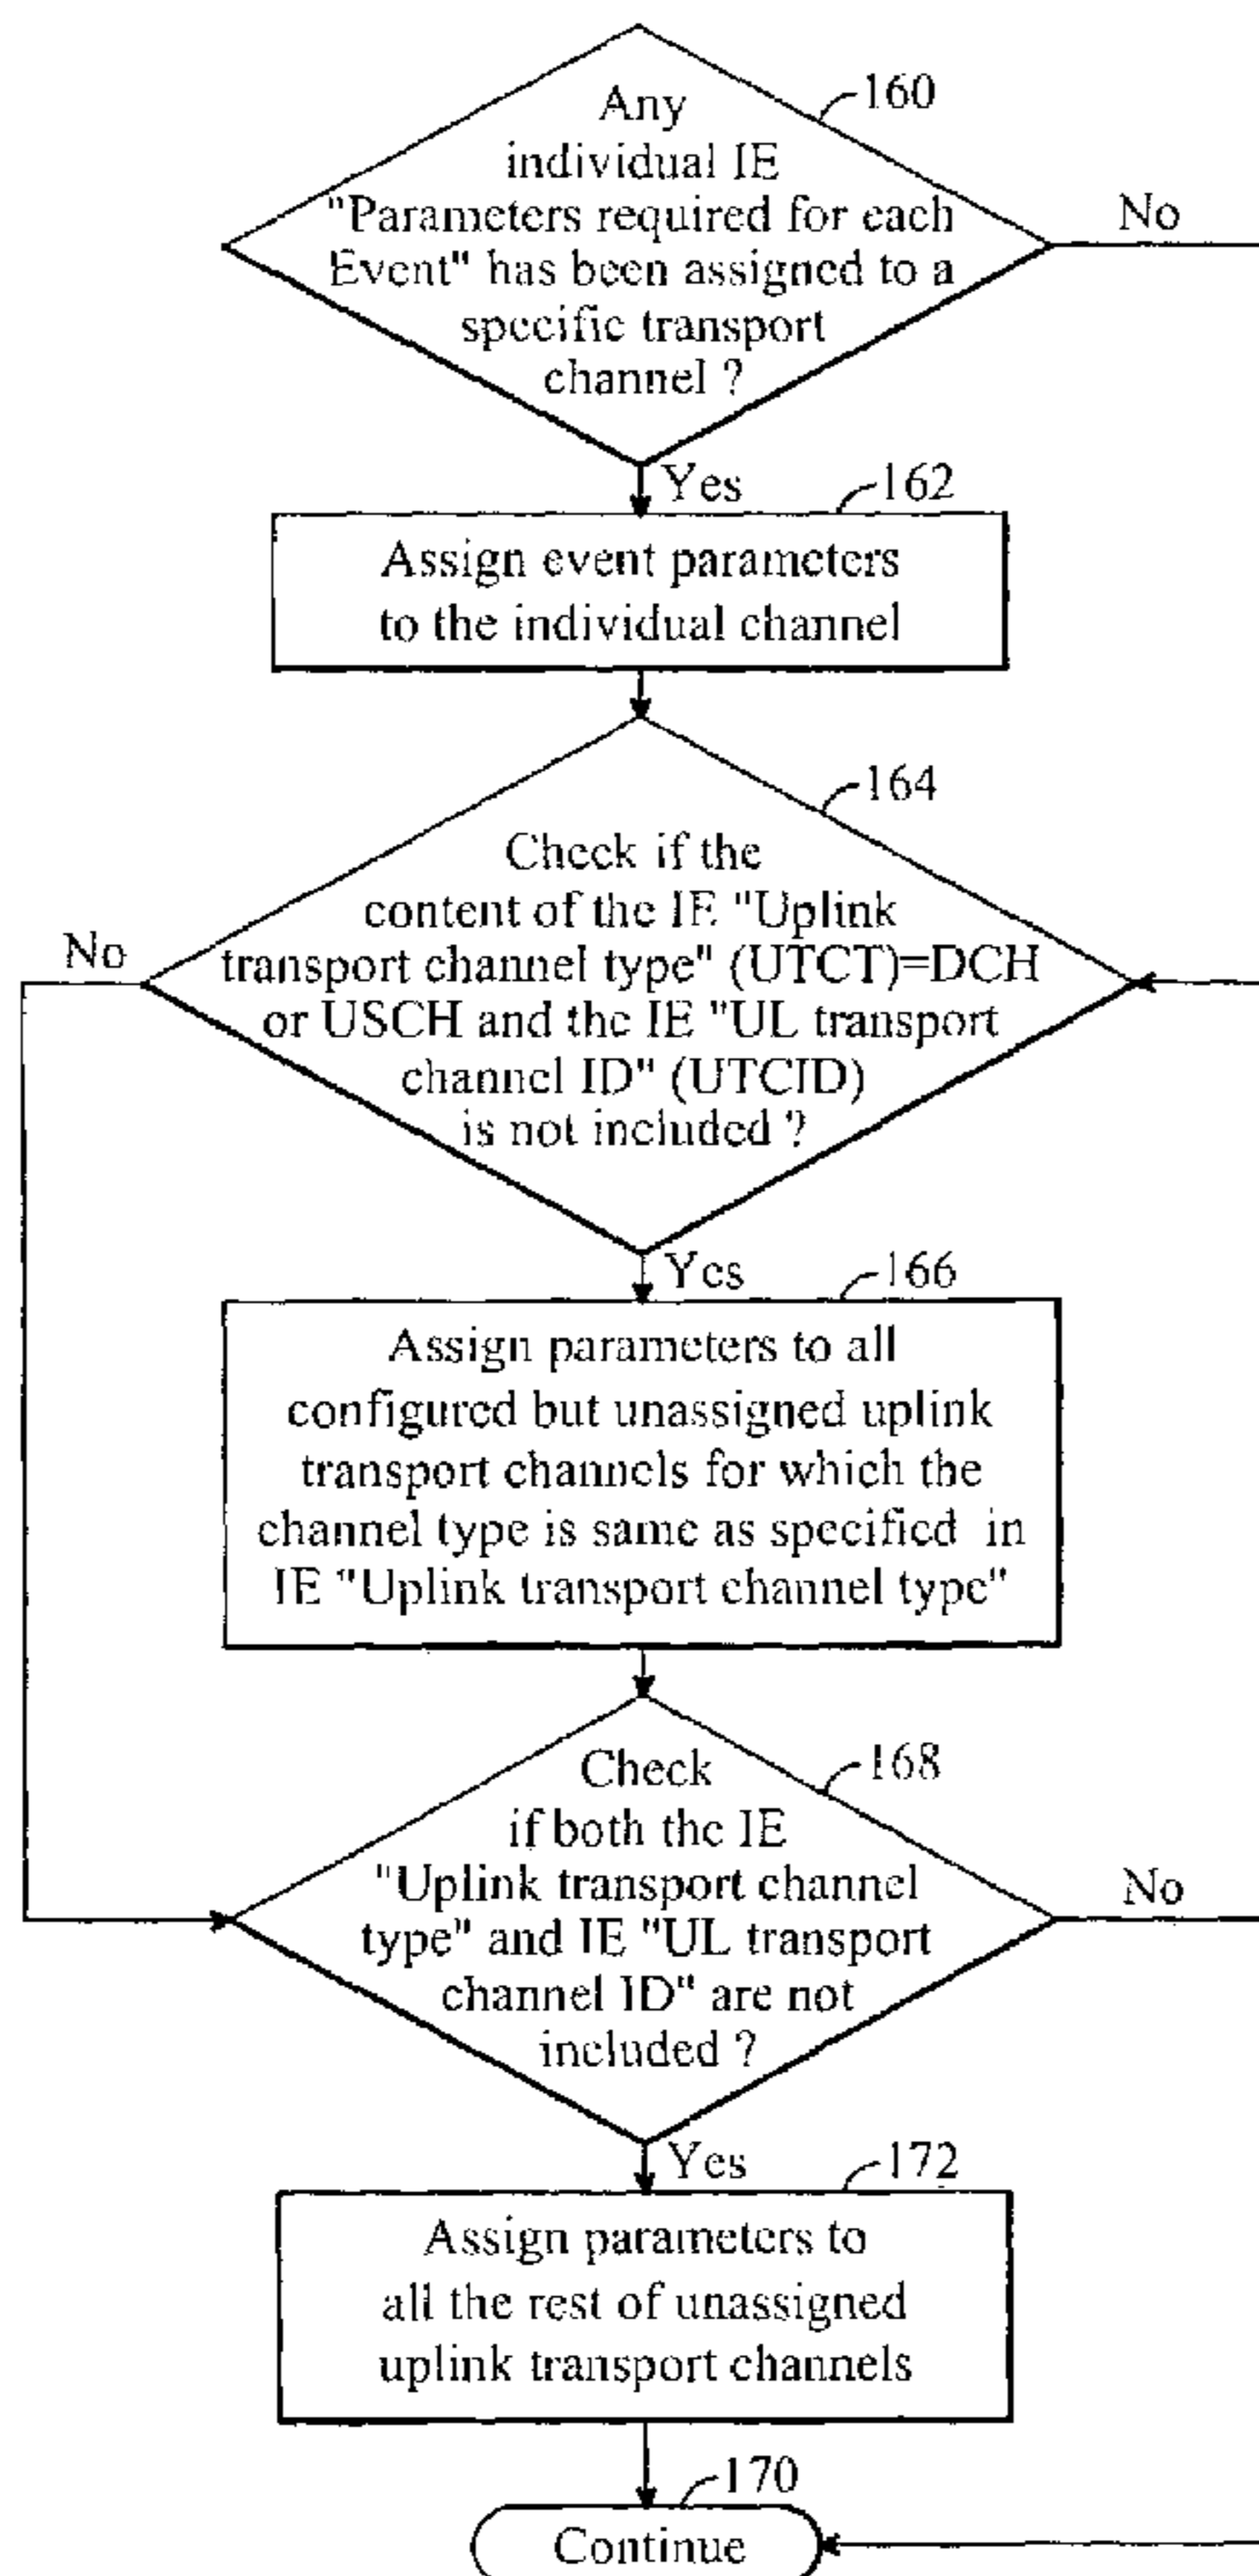 Any
individual IE
"Parameters required for each
Event" has been assigned to a
specific transport
channel ?
160
No
Yes
162
Assign event parameters
to the individual channel
164
Check if the
content of the IE "Uplink
transport channel type" (UTCT)=DCH
or USCH and the IE "UL transport
channel ID" (UTCID)
is not included ?
No
Yes
166
Assign parameters to all
configured but unassigned uplink
transport channels for which the
channel type is same as specified in
IE "Uplink transport channel type"
168
Check
if both the IE
"Uplink transport channel
type" and IE "UL transport
channel ID" are not
included ?
No
Yes
172
Assign parameters to
all the rest of unassigned
uplink transport channels
170
Continue